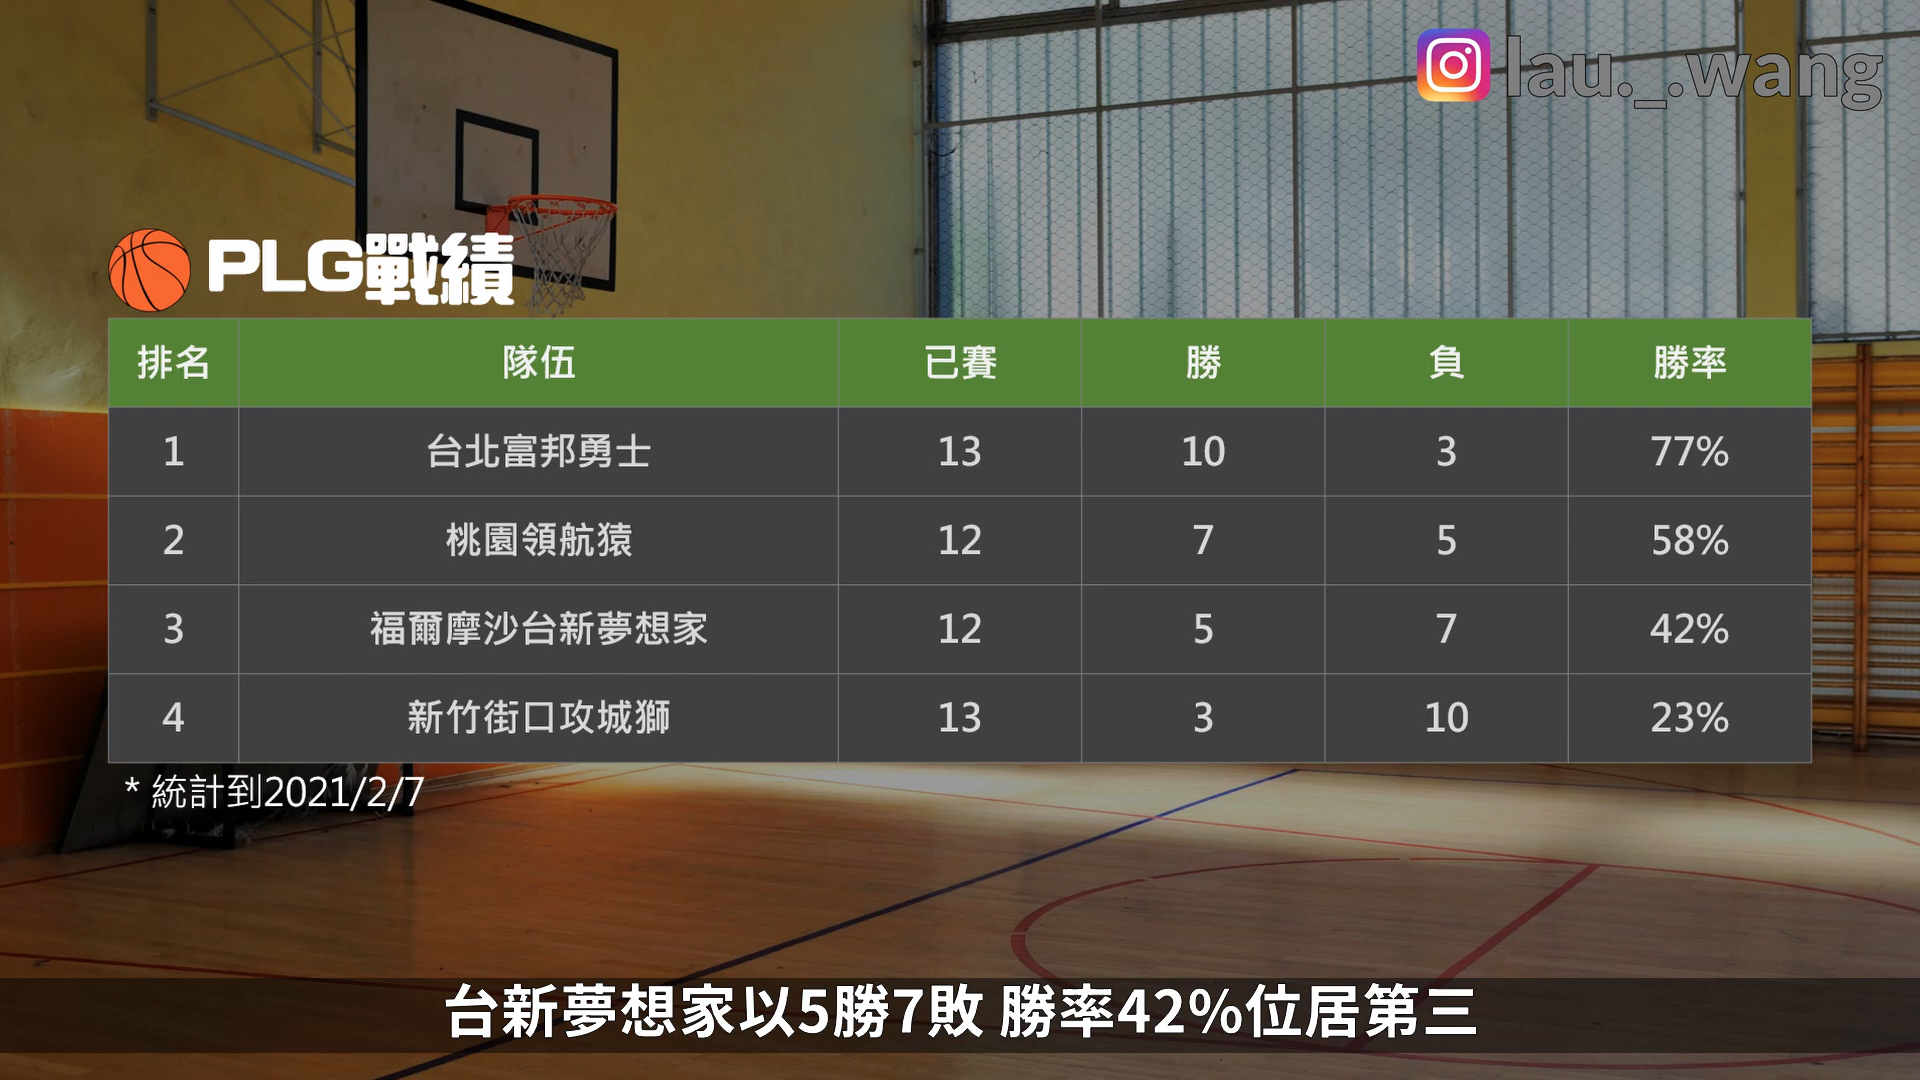 lau._.wang
PLG戰績
排名 隊伍 已賽 勝 負 勝率
1 台北富邦勇士 13 10 3 77%
2 桃園領航猿 12 7 5 58%
3 福爾摩沙台新夢想家 12 5 7 42%
4 新竹街口攻城獅 13 3 10 23%
* 統計到2021/2/7
台新夢想家以5勝7敗 勝率42%位居第三